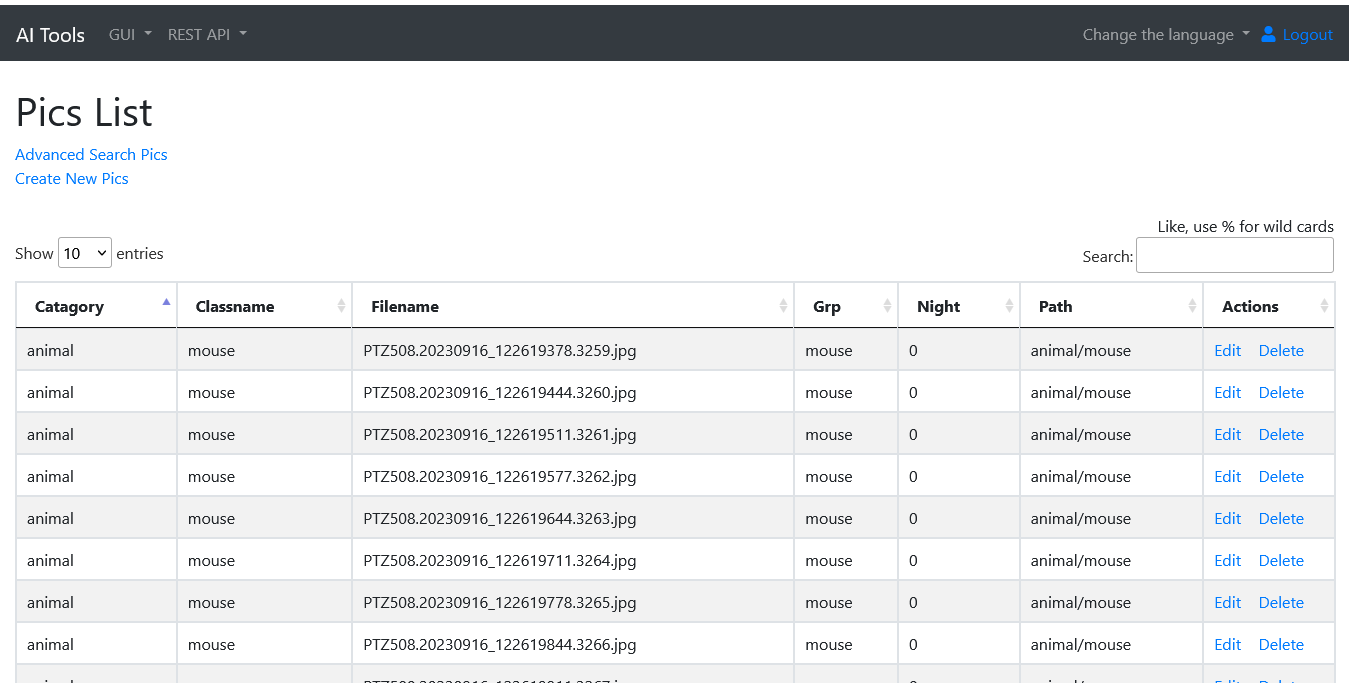 AI Tools GUI REST API Change the language Logout
Pics List
Advanced Search Pics
Create New Pics
Like, use % for wild cards
Show 10 entries Search:
Catagory Classname Filename Grp Night Path Actions
animal mouse PTZ508.20230916_122619378.3259.jpg mouse 0 animal/mouse Edit Delete
animal mouse PTZ508.20230916_122619444.3260.jpg mouse 0 animal/mouse Edit Delete
animal mouse PTZ508.20230916_122619511.3261.jpg mouse 0 animal/mouse Edit Delete
animal mouse PTZ508.20230916_122619577.3262.jpg mouse 0 animal/mouse Edit Delete
animal mouse PTZ508.20230916_122619644.3263.jpg mouse 0 animal/mouse Edit Delete
animal mouse PTZ508.20230916_122619711.3264.jpg mouse 0 animal/mouse Edit Delete
animal mouse PTZ508.20230916_122619778.3265.jpg mouse 0 animal/mouse Edit Delete
animal mouse PTZ508.20230916_122619844.3266.jpg mouse 0 animal/mouse Edit Delete